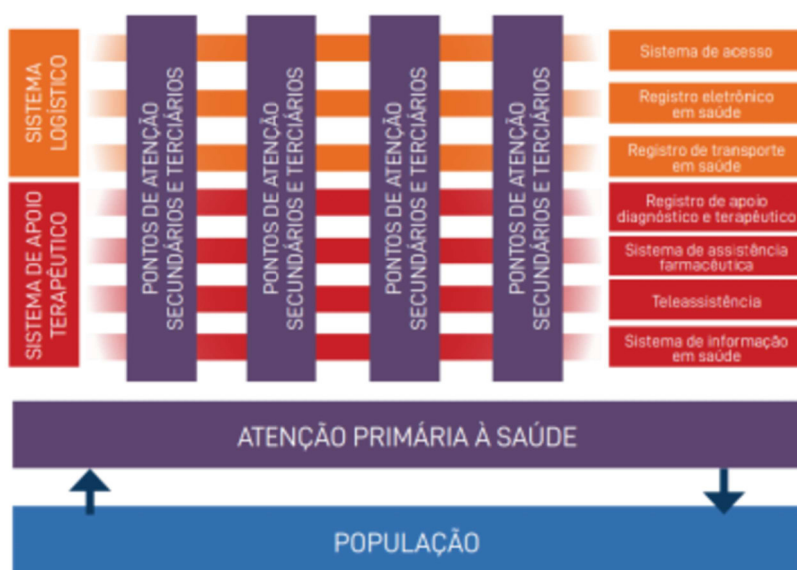 SISTEMA
LOGÍSTICO
SISTEMA DE APOIO
TERAPÊUTICO
PONTOS DE ATENÇÃO
SECUNDÁRIOS E TERCIÁRIOS
PONTOS DE ATENÇÃO
SECUNDÁRIOS E TERCIÁRIOS
PONTOS DE ATENÇÃO
SECUNDÁRIOS E TERCIÁRIOS
PONTOS DE ATENÇÃO
SECUNDÁRIOS E TERCIÁRIOS
Sistema de acesso
Registro eletrônico
em saúde
Registro de transporte
em saúde
Registro de apoio
diagnóstico e terapêutico
Sistema de assistência
farmacêutica
Teleassistência
Sistema de informação
em saúde
ATENÇÃO PRIMÁRIA À SAÚDE
POPULAÇÃO